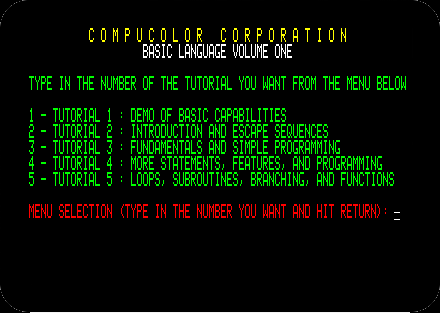 COMPUCOLOR CORPORATION
BASIC LANGUAGE VOLUME ONE
TYPE IN THE NUMBER OF THE TUTORIAL YOU WANT FROM THE MENU BELOW
1 - TUTORIAL 1 : DEMO OF BASIC CAPABILITIES
2 - TUTORIAL 2 : INTRODUCTION AND ESCAPE SEQUENCES
3 - TUTORIAL 3 : FUNDAMENTALS AND SIMPLE PROGRAMMING
4 - TUTORIAL 4 : MORE STATEMENTS, FEATURES, AND PROGRAMMING
5 - TUTORIAL 5 : LOOPS, SUBROUTINES, BRANCHING, AND FUNCTIONS
MENU SELECTION (TYPE IN THE NUMBER YOU WANT AND HIT RETURN): _